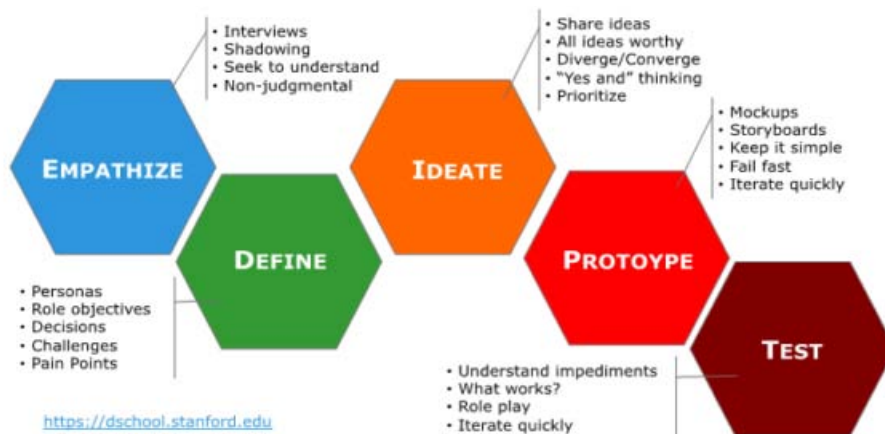 • Interviews
• Shadowing
• Seek to understand
• Non-judgmental
EMPATHIZE
• Personas
• Role objectives
• Decisions
• Challenges
• Pain Points
DEFINE
• Share ideas
• All ideas worthy
• Diverge/Converge
• “Yes and” thinking
• Prioritize
IDEATE
• Mockups
• Storyboards
• Keep it simple
• Fail fast
• Iterate quickly
PROTOYPE
• Understand impediments
• What works?
• Role play
• Iterate quickly
TEST
https://dschool.stanford.edu